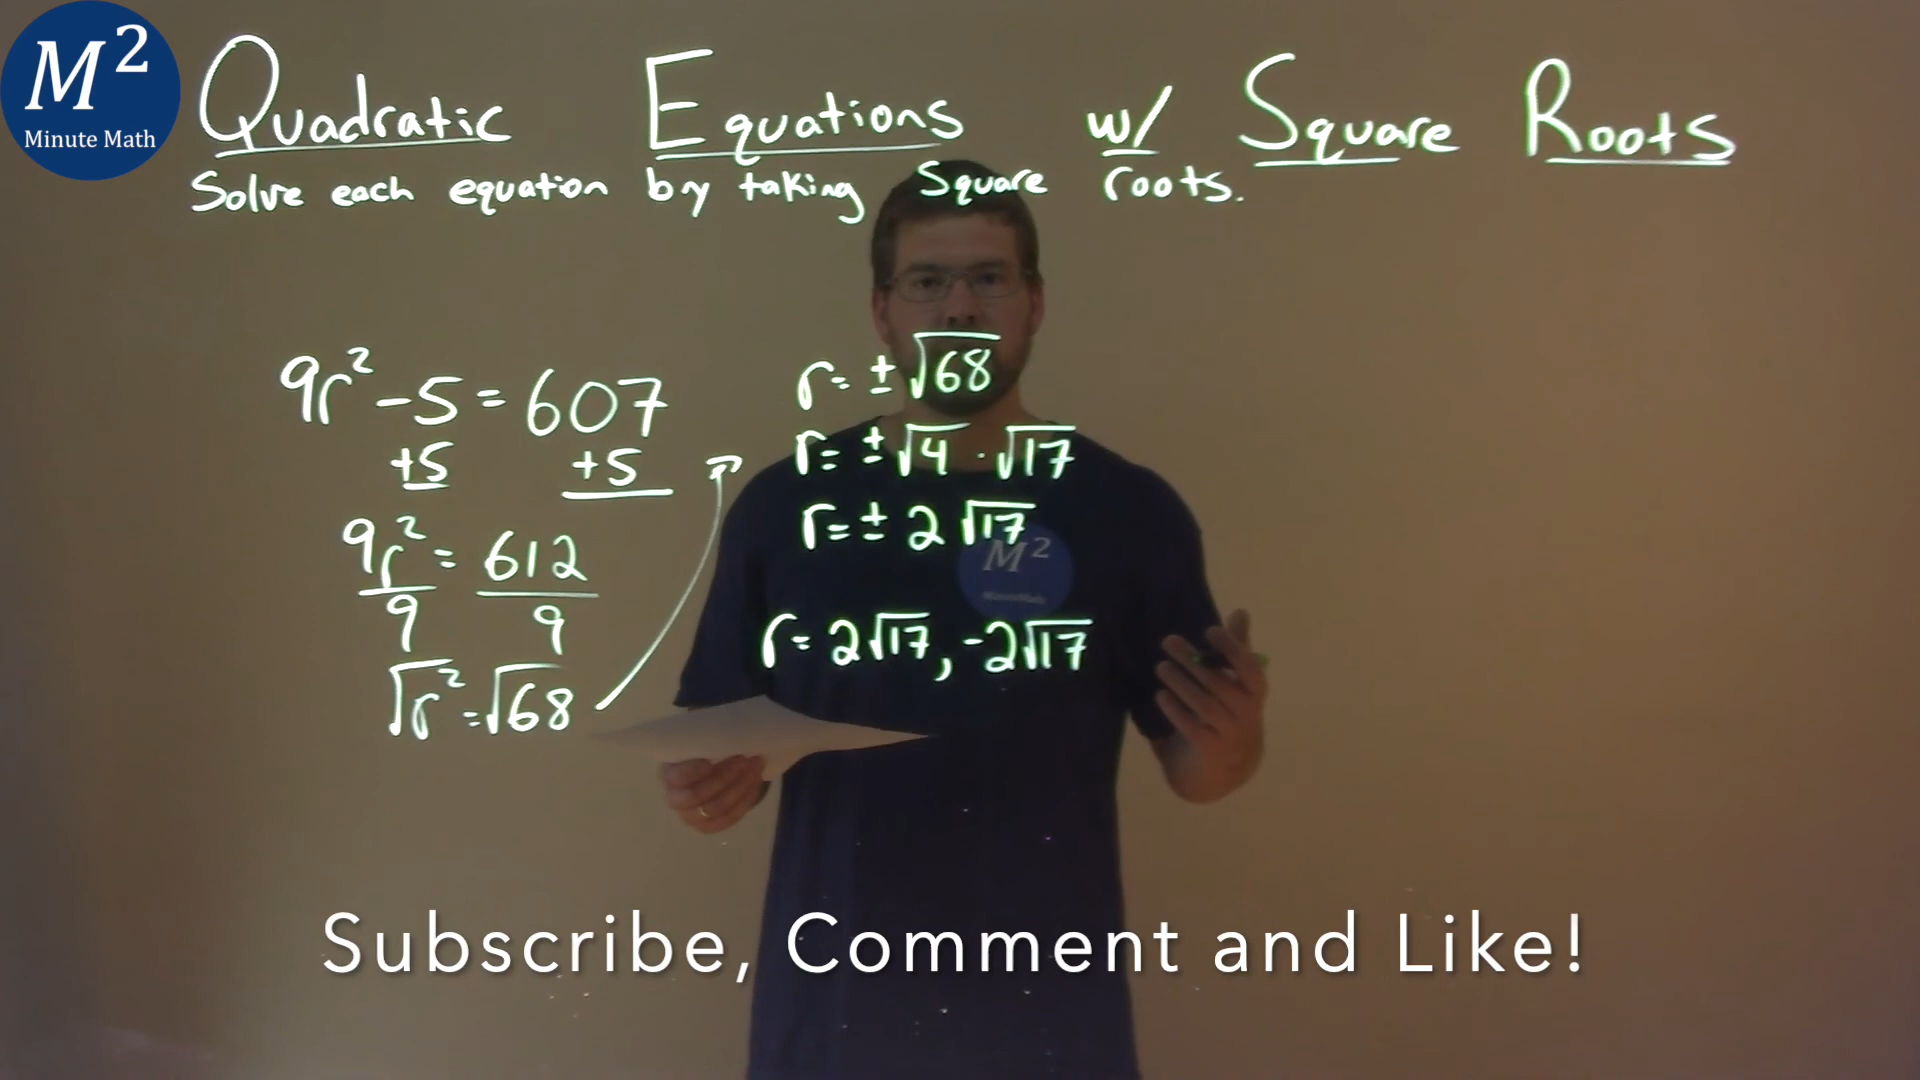 M²
Minute Math
Quadratic Equations w/ Square Roots
Solve each equation by taking Square roots.
9r² - 5 = 607
+5 +5
9r² = 612
9 9
√r² = √68
r = ± √68
r = ± √4 · √17
r = ± 2 √17
r = 2√17, -2√17
M²
Subscribe, Comment and Like!